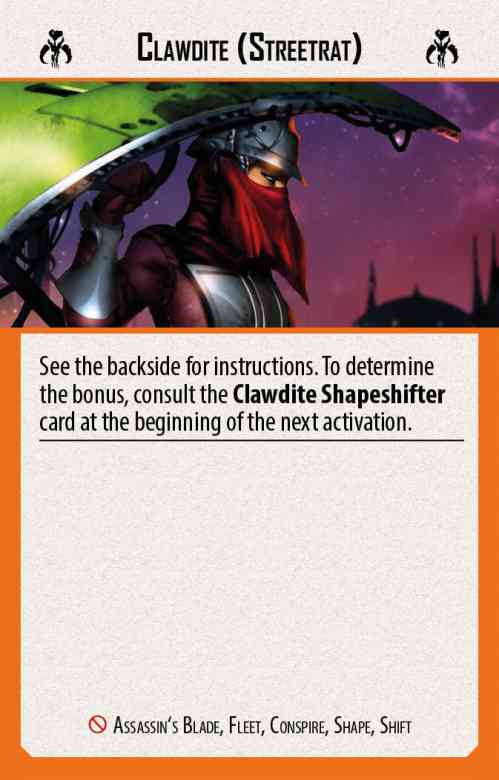 Clawdite (Streetrat)
See the backside for instructions. To determine
the bonus, consult the Clawdite Shapeshifter
card at the beginning of the next activation.
Assassin's Blade, Fleet, Conspire, Shape, Shift